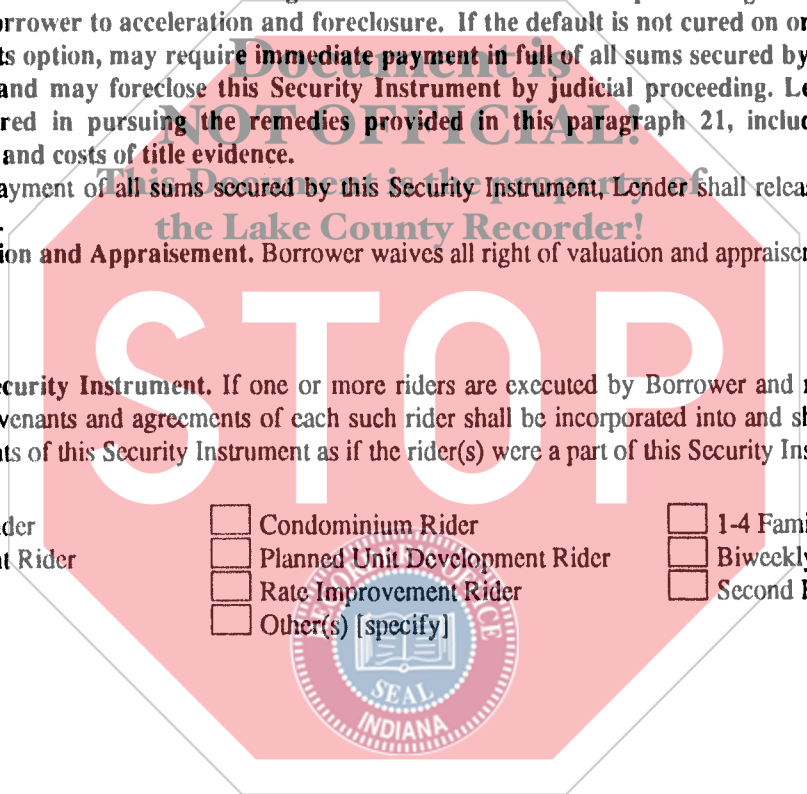 rrower to acceleration and foreclosure. If the default is not cured on or
ts option, may require immediate payment in full of all sums secured by
and may foreclose this Security Instrument by judicial proceeding. Le
red in pursuing the remedies provided in this paragraph 21, includ
and costs of title evidence.
ayment of all sums secured by this Security Instrument, Lender shall releas
ion and Appraisement. Borrower waives all right of valuation and appraisem
Document is
NOT OFFICIAL!
This Document is the property of
the Lake County Recorder!
STOP
ecurity Instrument. If one or more riders are executed by Borrower and r
venants and agreements of each such rider shall be incorporated into and sh
ts of this Security Instrument as if the rider(s) were a part of this Security Ins
der
t Rider
Condominium Rider
Planned Unit Development Rider
Rate Improvement Rider
Other(s) [specify]
1-4 Fami
Biweekly
Second
RECORDER'S OFFICE
SEAL
INDIANA